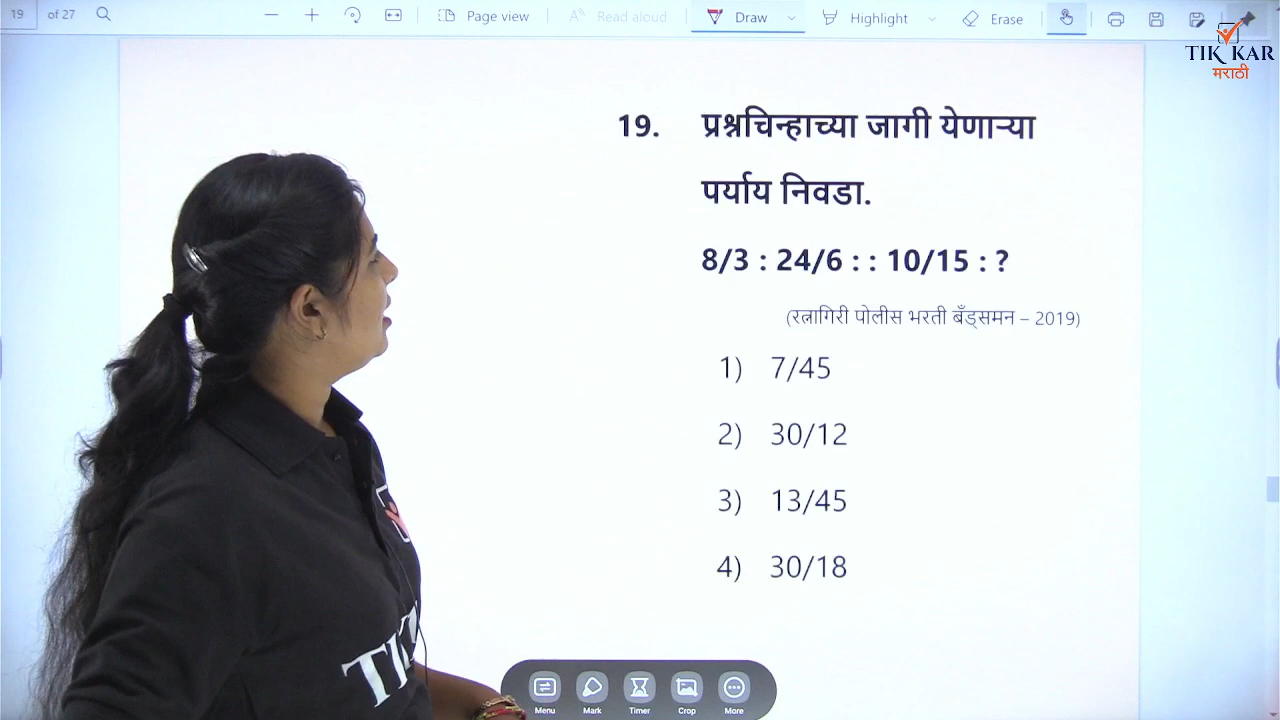 19 of 27
Page view
Read aloud
Draw
Highlight
Erase
TIK KAR
मराठी
19. प्रश्नचिन्हाच्या जागी येणाऱ्या
पर्याय निवडा.
8/3 : 24/6 : : 10/15 : ?
(रत्नागिरी पोलीस भरती बँड्समन – 2019)
1) 7/45
2) 30/12
3) 13/45
4) 30/18
Menu Mark Timer Crop More